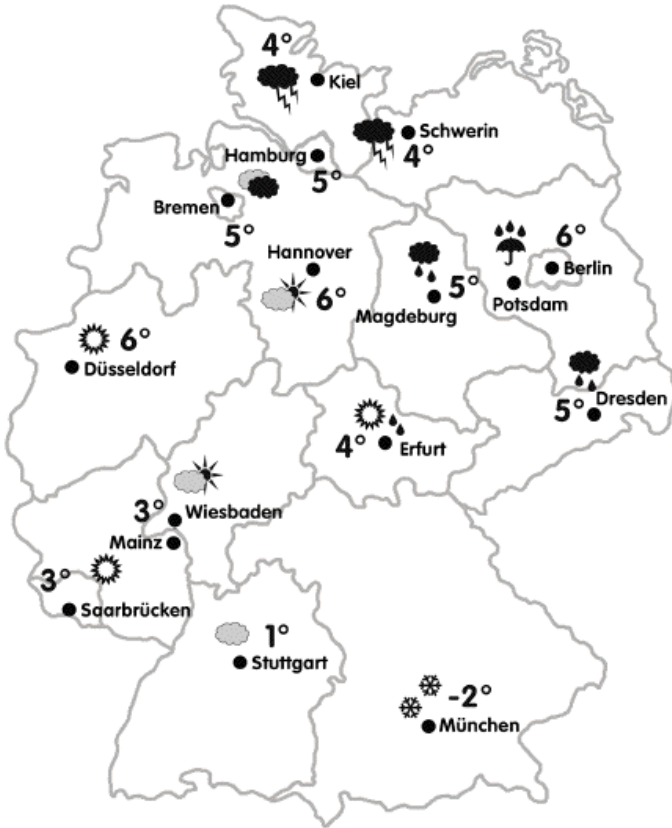 4°
Kiel
Schwerin
4°
Hamburg
5°
Bremen
5°
Hannover
6°
6°
Berlin
Potsdam
5°
Magdeburg
6°
Düsseldorf
Dresden
5°
4°
Erfurt
3°
Wiesbaden
Mainz
3°
Saarbrücken
1°
Stuttgart
-2°
München